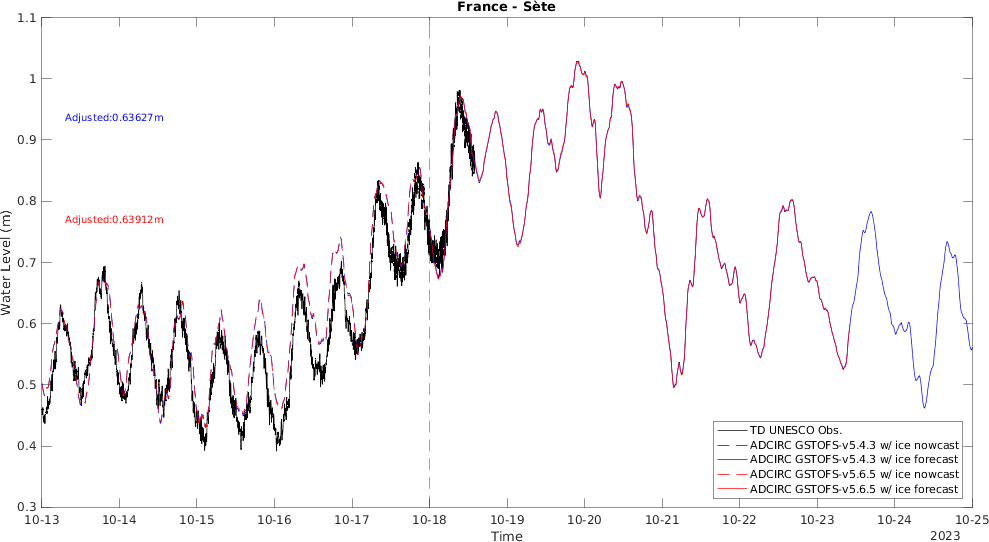 France - Sète
1.1
1
0.9
0.8
0.7
0.6
0.5
0.4
0.3
Water Level (m)
Adjusted:0.63627m
Adjusted:0.63912m
TD UNESCO Obs.
ADCIRC GSTOFS-v5.4.3 w/ ice nowcast
ADCIRC GSTOFS-v5.4.3 w/ ice forecast
ADCIRC GSTOFS-v5.6.5 w/ ice nowcast
ADCIRC GSTOFS-v5.6.5 w/ ice forecast
10-13 10-14 10-15 10-16 10-17 10-18 10-19 10-20 10-21 10-22 10-23 10-24 10-25
Time
2023